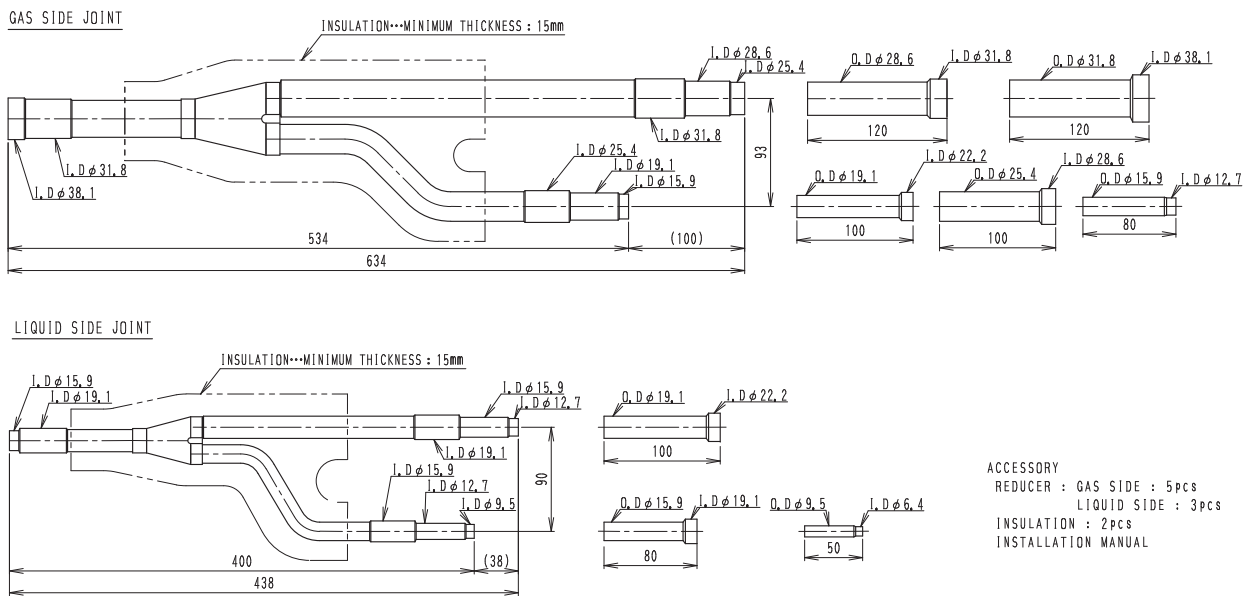 GAS SIDE JOINT
INSULATION···MINIMUM THICKNESS : 15mm
I.Dφ28.6
I.Dφ25.4
I.Dφ31.8
I.Dφ31.8
I.Dφ38.1
I.Dφ25.4
I.Dφ19.1
I.Dφ15.9
93
534
(100)
634
O.Dφ28.6
I.Dφ31.8
120
O.Dφ31.8
I.Dφ38.1
120
O.Dφ19.1
I.Dφ22.2
100
O.Dφ25.4
I.Dφ28.6
100
O.Dφ15.9
I.Dφ12.7
80
LIQUID SIDE JOINT
INSULATION···MINIMUM THICKNESS : 15mm
I.Dφ15.9
I.Dφ19.1
I.Dφ15.9
I.Dφ12.7
I.Dφ19.1
I.Dφ15.9
I.Dφ12.7
I.Dφ9.5
90
400
(38)
438
O.Dφ19.1
I.Dφ22.2
100
O.Dφ15.9
I.Dφ19.1
80
O.Dφ9.5
I.Dφ6.4
50
ACCESSORY
REDUCER : GAS SIDE : 5pcs
LIQUID SIDE : 3pcs
INSULATION : 2pcs
INSTALLATION MANUAL